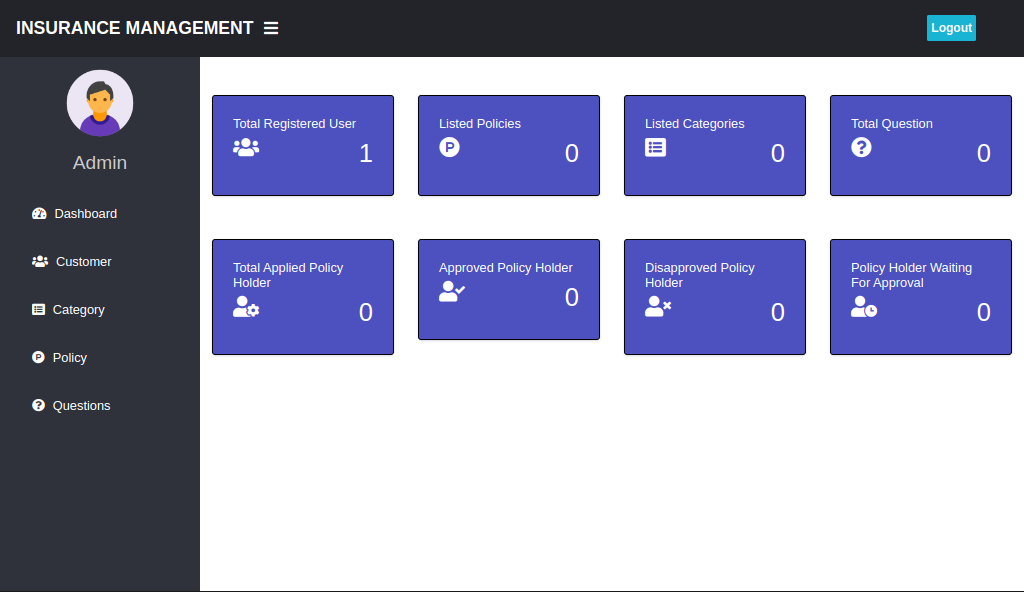 INSURANCE MANAGEMENT
Logout
Admin
Dashboard
Customer
Category
Policy
Questions
Total Registered User
1
Listed Policies
0
Listed Categories
0
Total Question
0
Total Applied Policy
Holder
0
Approved Policy Holder
0
Disapproved Policy
Holder
0
Policy Holder Waiting
For Approval
0